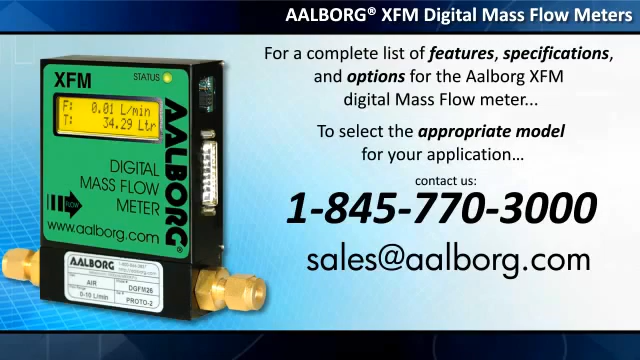 AALBORG® XFM Digital Mass Flow Meters
For a complete list of features, specifications,
and options for the Aalborg XFM
digital Mass Flow meter...
To select the appropriate model
for your application...
contact us:
1-845-770-3000
sales@aalborg.com
XFM
STATUS
F: 0.01 L/min
T: 34.29 Ltr
AALBORG®
DIGITAL
MASS FLOW
METER
FLOW
www.aalborg.com
AALBORG
AIR
DGFM26
0-10 L/min
PROTO-2